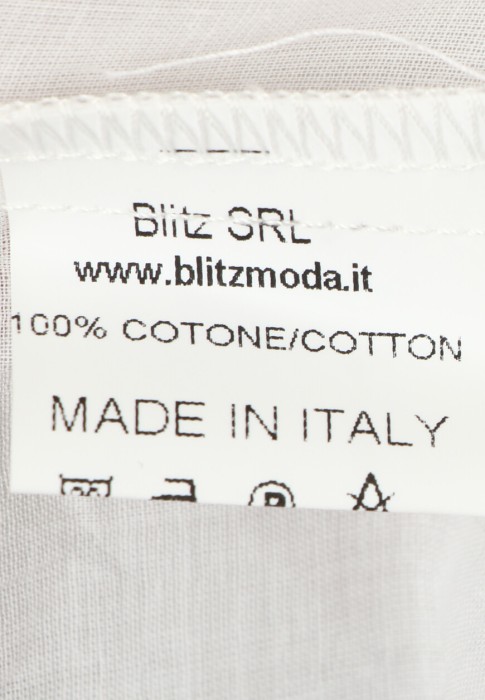 Blitz SRL
www.blitzmoda.it
100% COTONE/COTTON
MADE IN ITALY